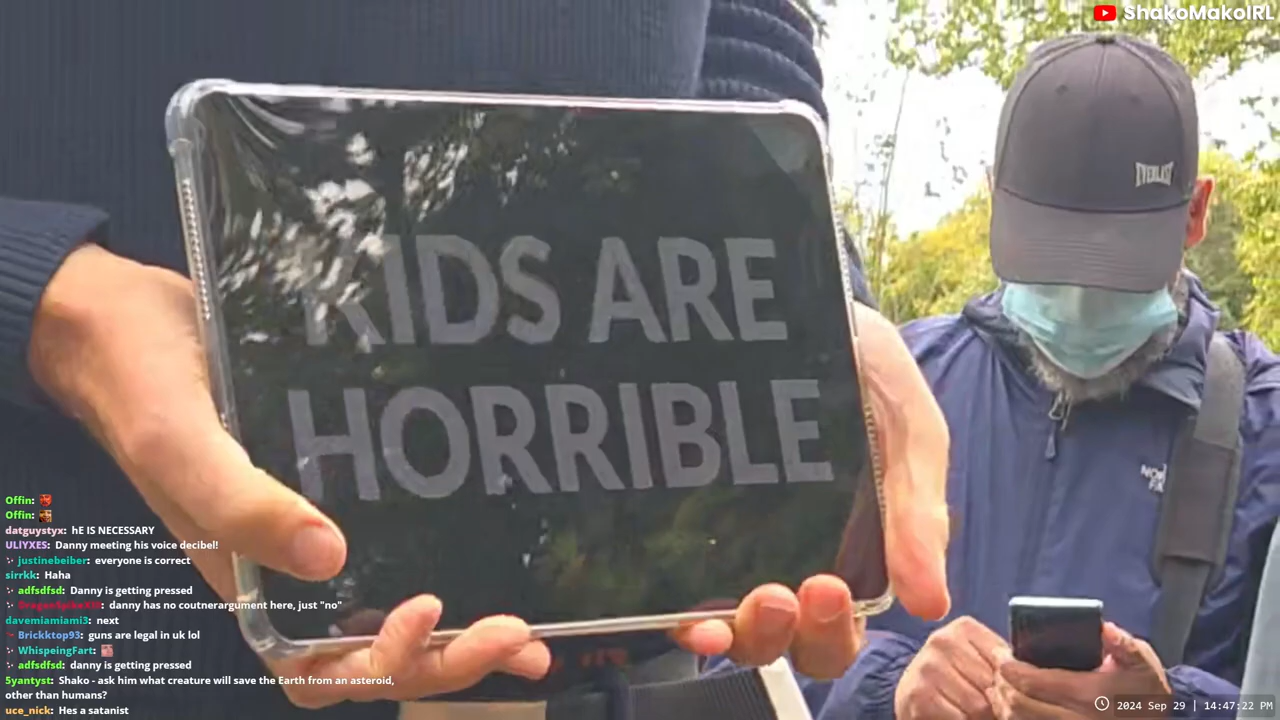 ShakoMakoIRL
EVERLAST
KIDS ARE
HORRIBLE
Offin:
Offin:
datguystyx: hE IS NECESSARY
ULIYXES: Danny meeting his voice decibel!
justinebeiber: everyone is correct
sirrkk: Haha
adfsdfsd: Danny is getting pressed
danny has no coutnerargument here, just "no"
davemiamiami3: next
Brickktop93: guns are legal in uk lol
WhispeingFart:
adfsdfsd: danny is getting pressed
5yantyst: Shako - ask him what creature will save the Earth from an asteroid,
other than humans?
uce_nick: Hes a satanist
2024 Sep 29 | 14:47:22 PM